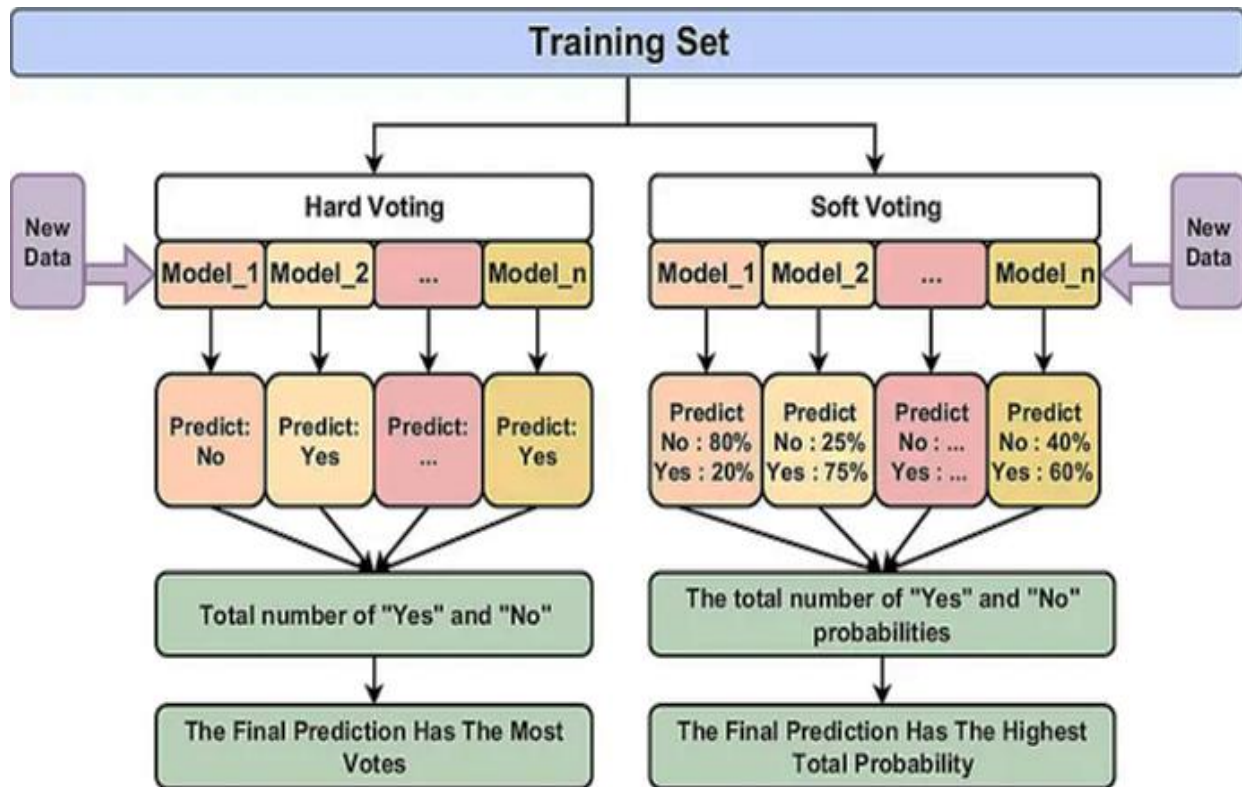 Training Set
Hard Voting
Soft Voting
New
Data
New
Data
Model_1
Model_2
...
Model_n
Model_1
Model_2
...
Model_n
Predict:
No
Predict:
Yes
Predict:
...
Predict:
Yes
Predict
No : 80%
Yes : 20%
Predict
No : 25%
Yes : 75%
Predict
No : ...
Yes : ...
Predict
No : 40%
Yes : 60%
Total number of "Yes" and "No"
The total number of "Yes" and "No"
probabilities
The Final Prediction Has The Most
Votes
The Final Prediction Has The Highest
Total Probability